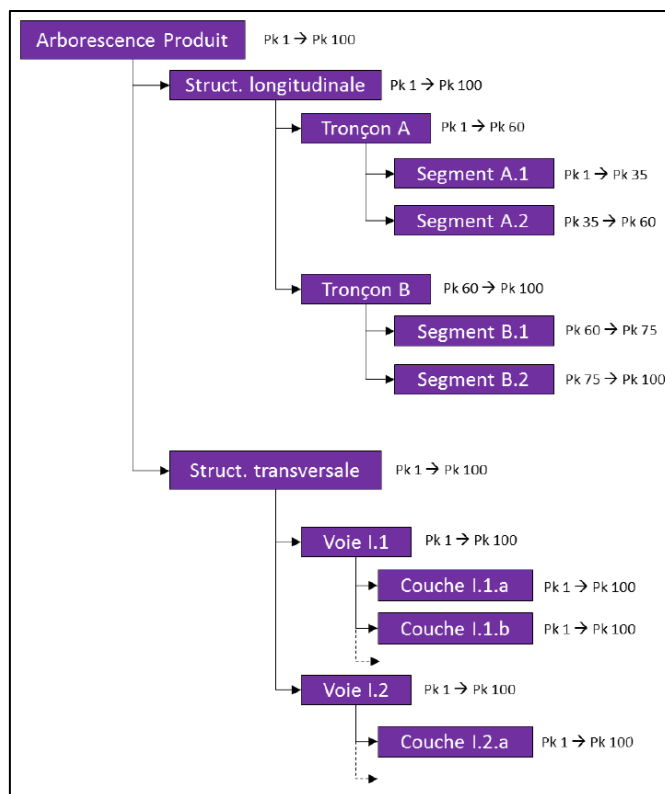 Arborescence Produit Pk 1 → Pk 100
Struct. longitudinale Pk 1 → Pk 100
Tronçon A Pk 1 → Pk 60
Segment A.1 Pk 1 → Pk 35
Segment A.2 Pk 35 → Pk 60
Tronçon B Pk 60 → Pk 100
Segment B.1 Pk 60 → Pk 75
Segment B.2 Pk 75 → Pk 100
Struct. transversale Pk 1 → Pk 100
Voie I.1 Pk 1 → Pk 100
Couche I.1.a Pk 1 → Pk 100
Couche I.1.b Pk 1 → Pk 100
Voie I.2 Pk 1 → Pk 100
Couche I.2.a Pk 1 → Pk 100